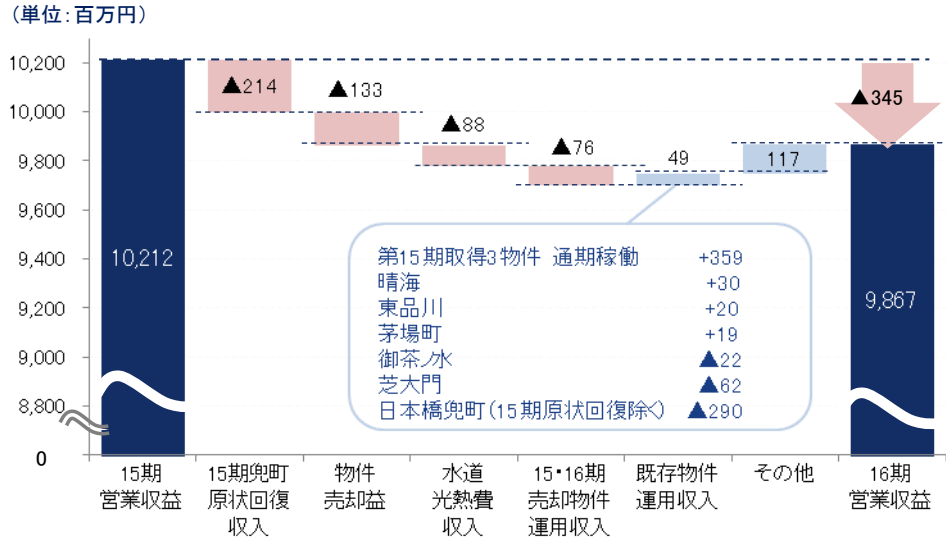 (単位:百万円)
10,200
10,000
9,800
9,600
9,400
9,200
9,000
8,800
0
10,212
▲214
▲133
▲88
▲76
49
117
▲345
9,867
第15期取得3物件 通期稼働 +359
晴海 +30
東品川 +20
茅場町 +19
御茶ノ水 ▲22
芝大門 ▲62
日本橋兜町(15期原状回復除く) ▲290
15期
営業収益
15期兜町
原状回復
収入
物件
売却益
水道
光熱費
収入
15・16期
売却物件
運用収入
既存物件
運用収入
その他
16期
営業収益